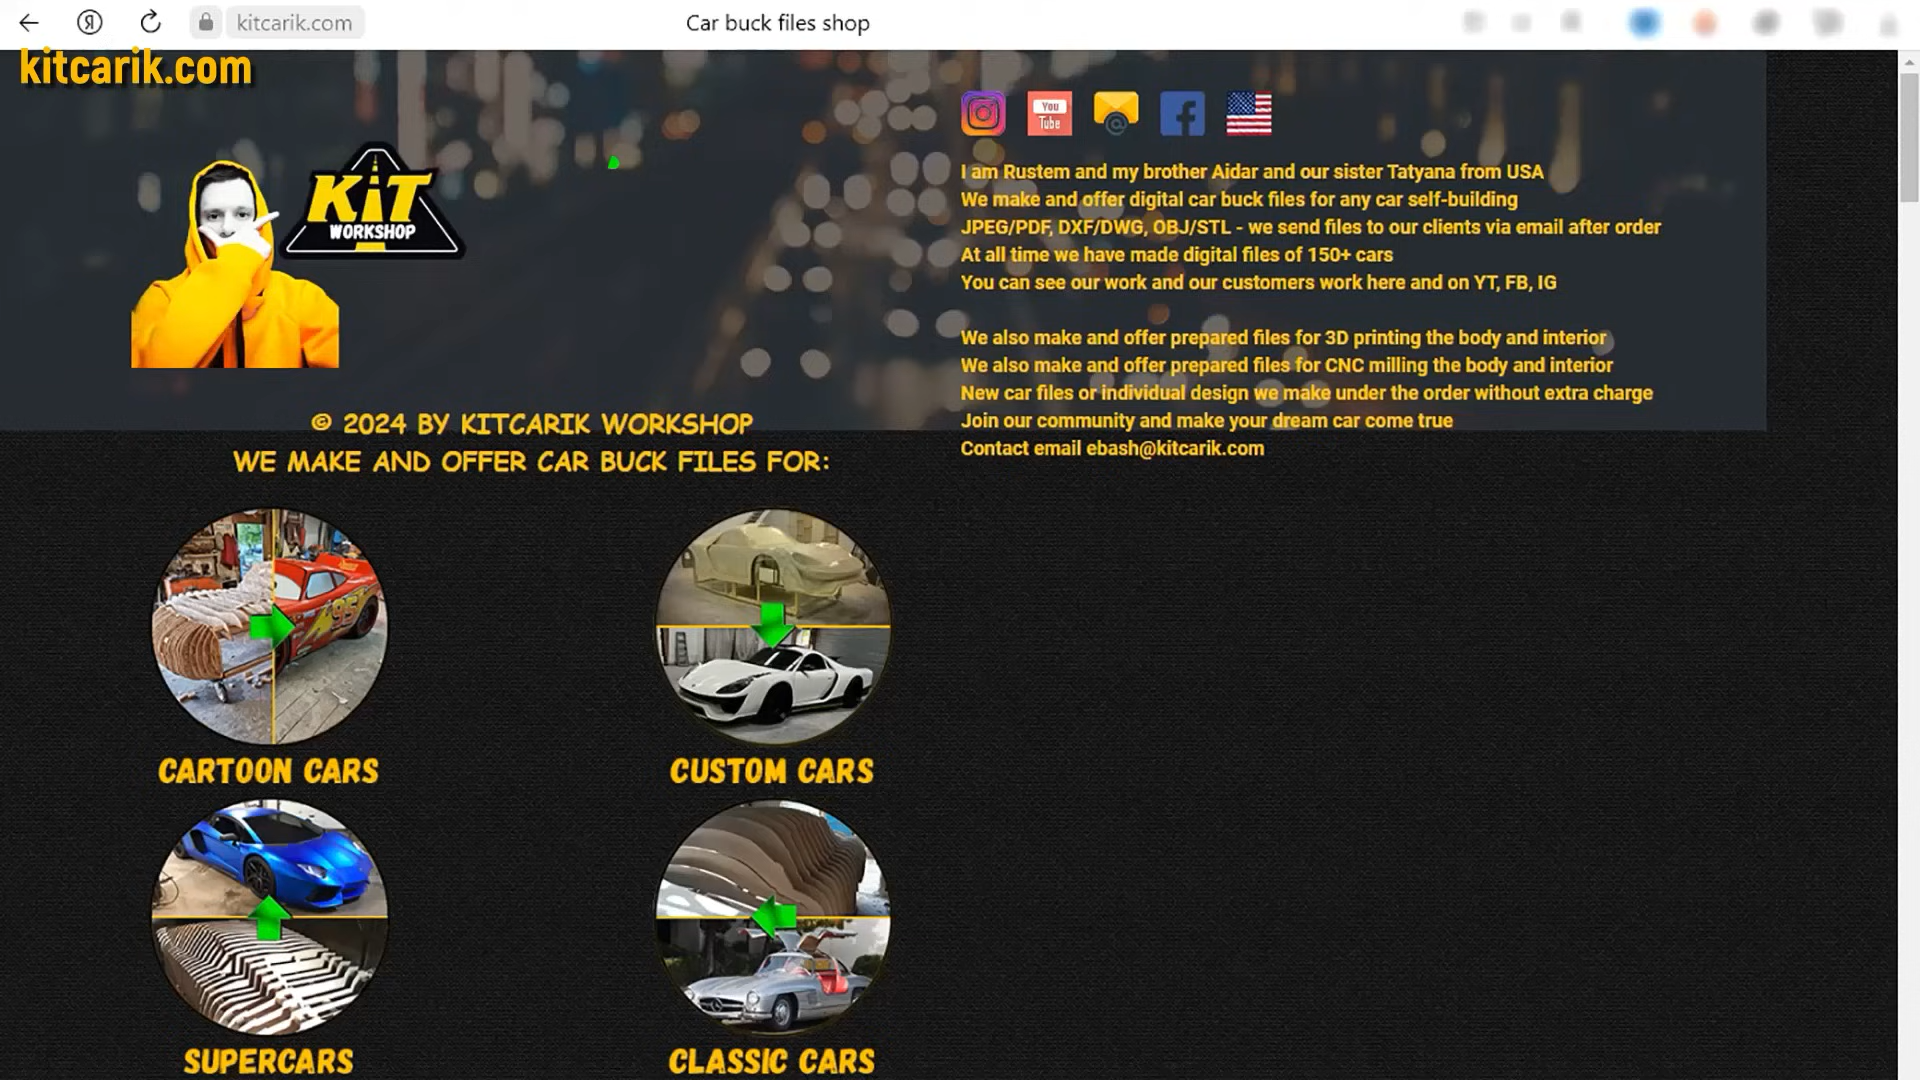 kitcarik.com
Car buck files shop
kitcarik.com
You
Tube
KIT
WORKSHOP
I am Rustem and my brother Aidar and our sister Tatyana from USA
We make and offer digital car buck files for any car self-building
JPEG/PDF, DXF/DWG, OBJ/STL - we send files to our clients via email after order
At all time we have made digital files of 150+ cars
You can see our work and our customers work here and on YT, FB, IG
We also make and offer prepared files for 3D printing the body and interior
We also make and offer prepared files for CNC milling the body and interior
New car files or individual design we make under the order without extra charge
Join our community and make your dream car come true
Contact email ebash@kitcarik.com
© 2024 BY KITCARIK WORKSHOP
WE MAKE AND OFFER CAR BUCK FILES FOR:
95
CARTOON CARS
CUSTOM CARS
SUPERCARS
CLASSIC CARS